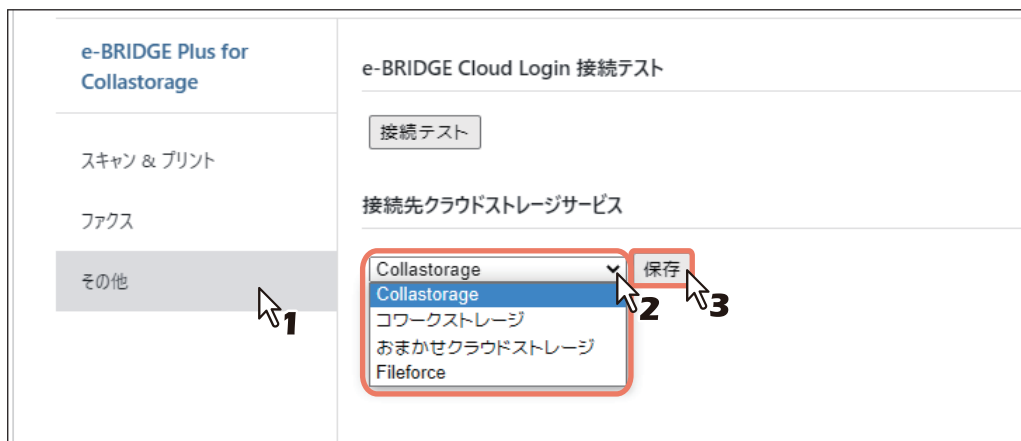 e-BRIDGE Plus for
Collastorage
スキャン & プリント
ファクス
その他
1
e-BRIDGE Cloud Login 接続テスト
接続テスト
接続先クラウドストレージサービス
Collastorage
保存
2
3
Collastorage
コワークストレージ
おまかせクラウドストレージ
Fileforce